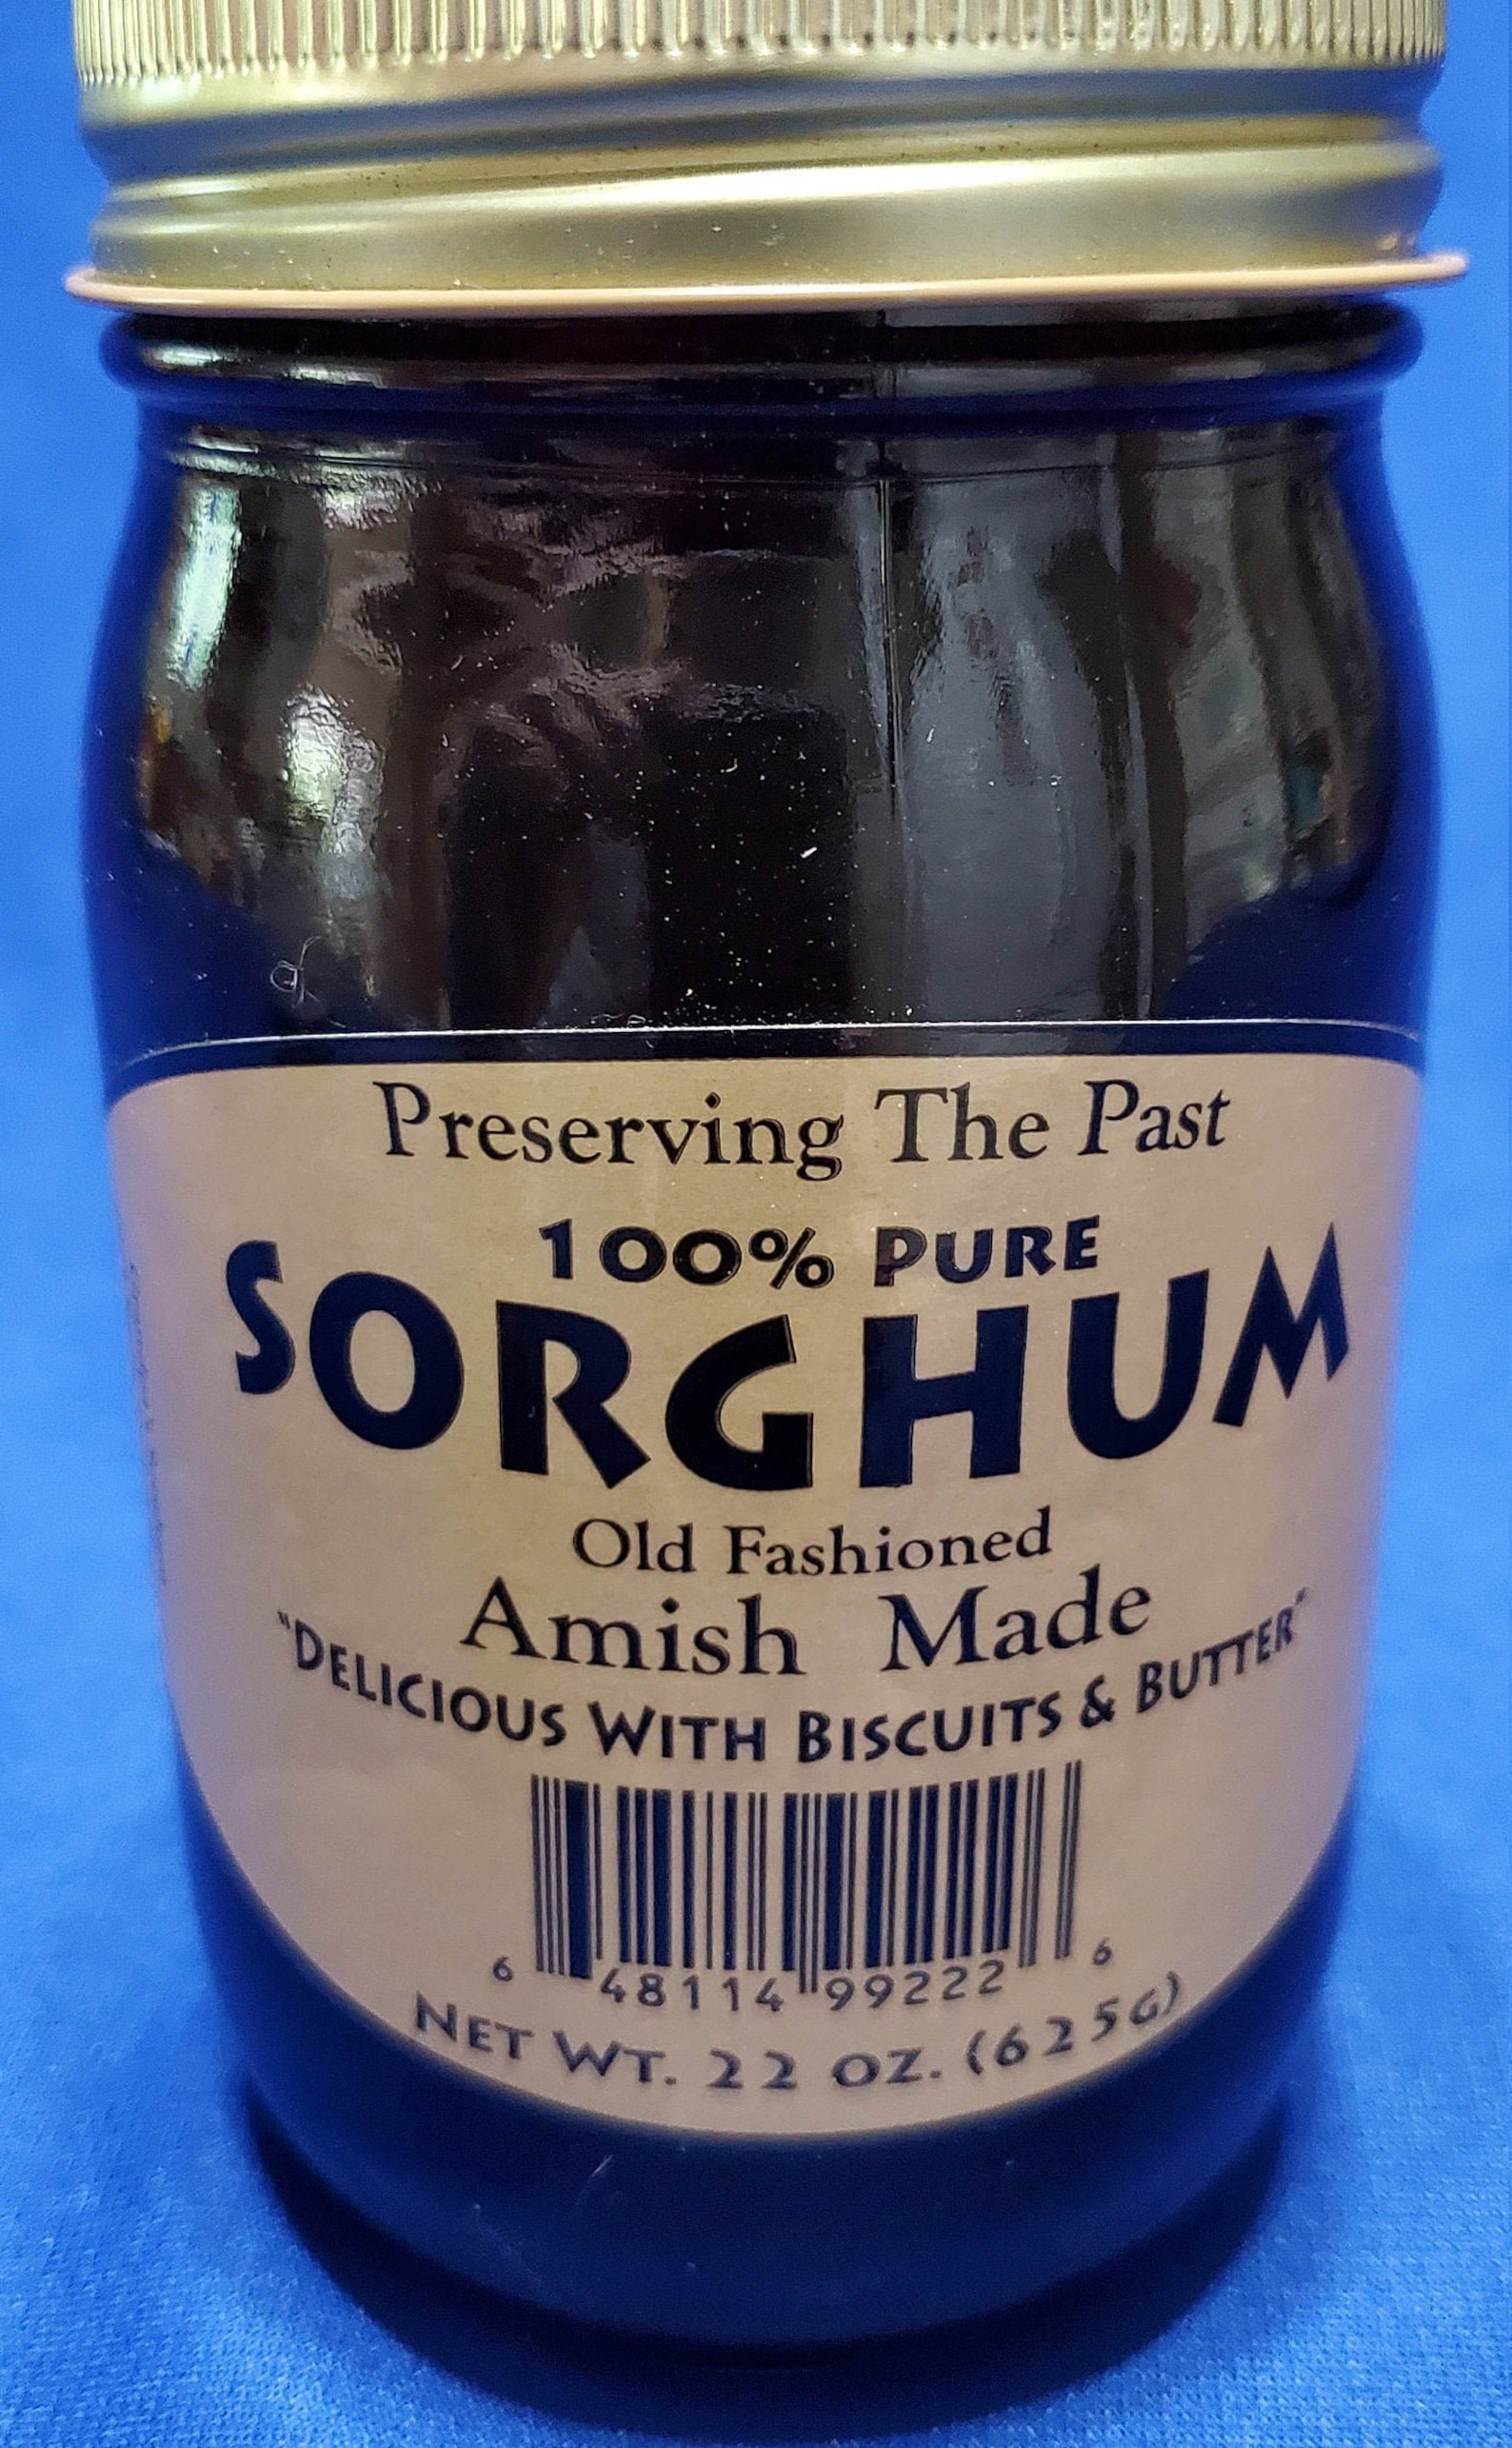 Preserving The Past
100% PURE
SORGHUM
Old Fashioned
Amish Made
"DELICIOUS WITH BISCUITS & BUTTER"
6 48114 99222 6
NET WT. 22 OZ. (625G)